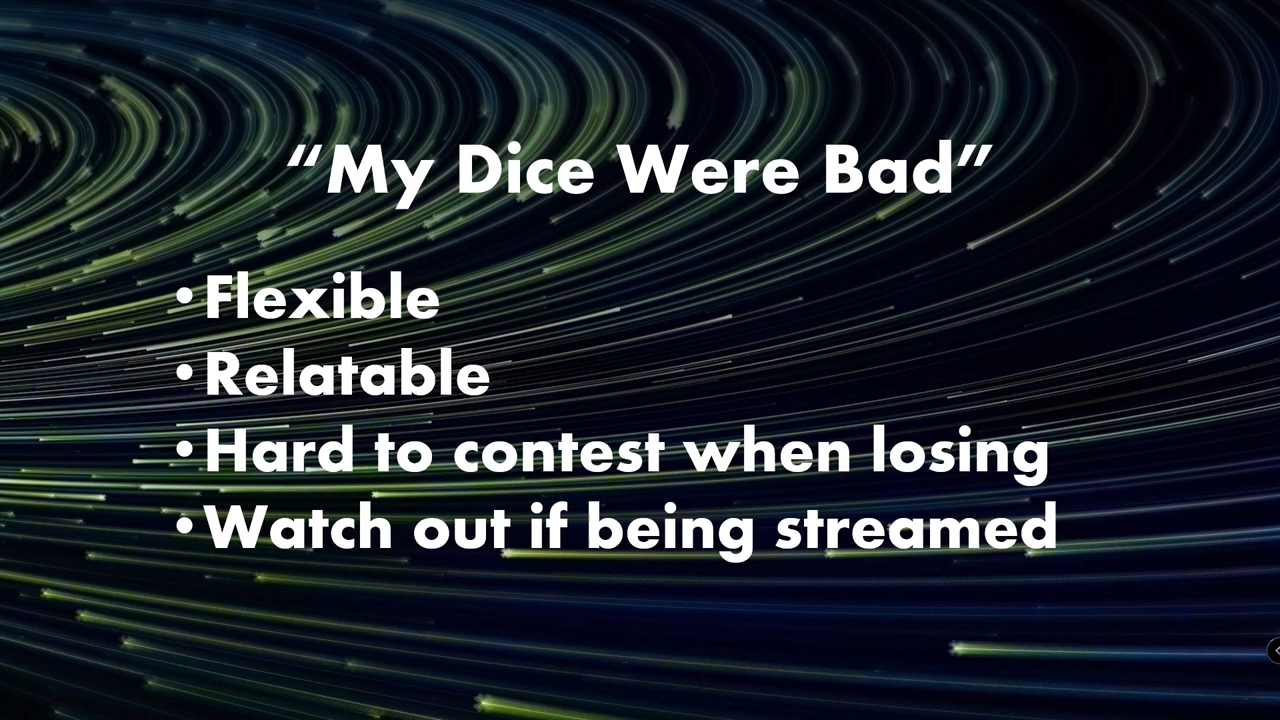 “My Dice Were Bad”
•Flexible
•Relatable
•Hard to contest when losing
•Watch out if being streamed